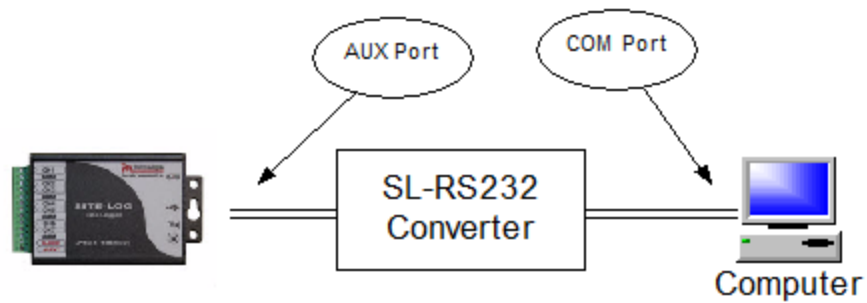 AUX Port
COM Port
SITE-LOG
SL-RS232
Converter
Computer